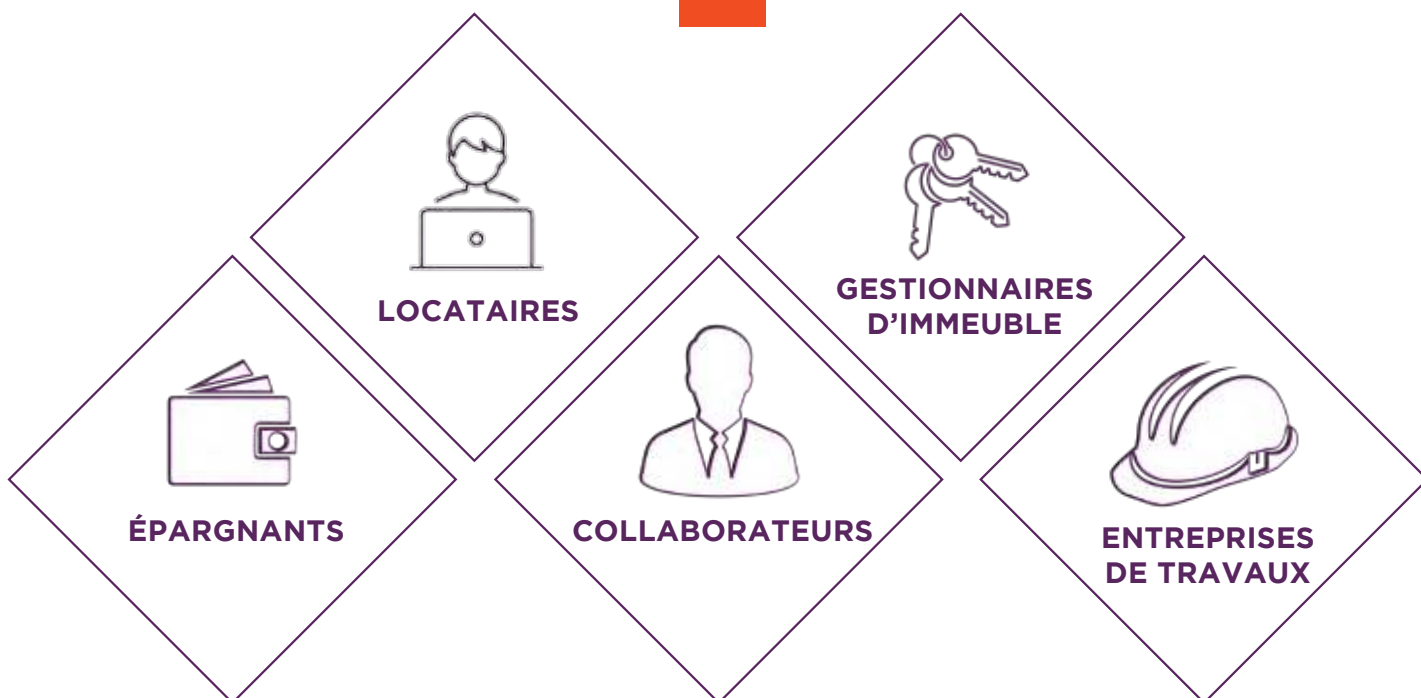 LOCATAIRES
GESTIONNAIRES
D’IMMEUBLE
ÉPARGNANTS
COLLABORATEURS
ENTREPRISES
DE TRAVAUX